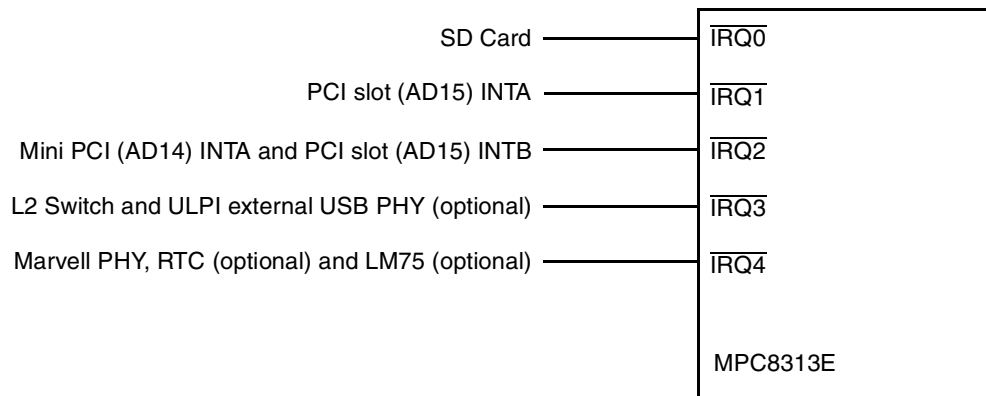 SD Card IRQ0
PCI slot (AD15) INTA IRQ1
Mini PCI (AD14) INTA and PCI slot (AD15) INTB IRQ2
L2 Switch and ULPI external USB PHY (optional) IRQ3
Marvell PHY, RTC (optional) and LM75 (optional) IRQ4
MPC8313E